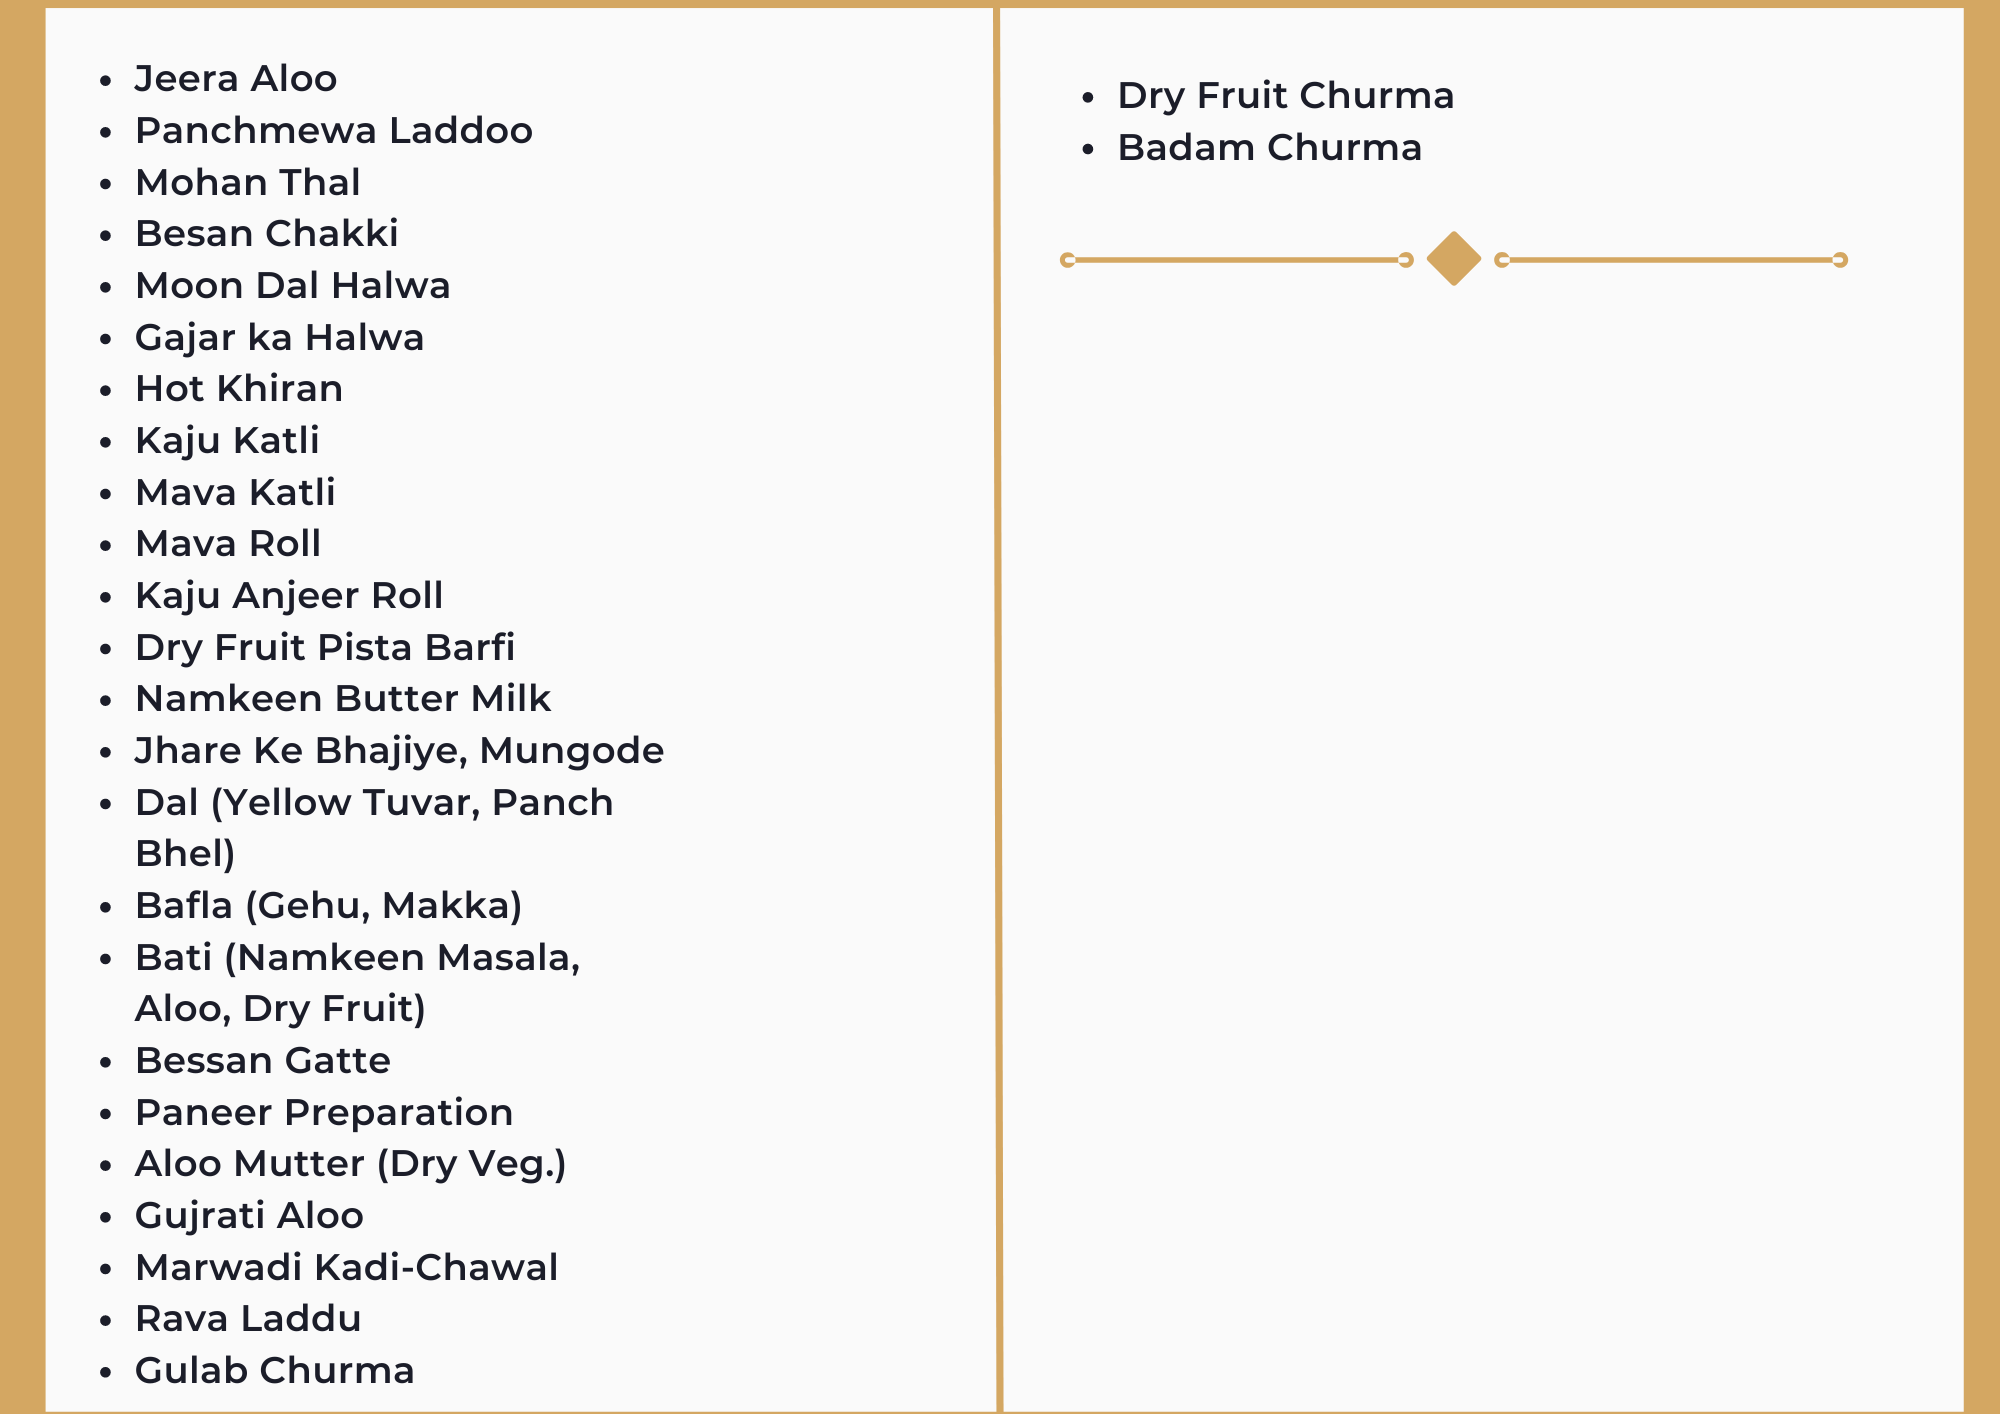 • Jeera Aloo
• Panchmewa Laddoo
• Mohan Thal
• Besan Chakki
• Moon Dal Halwa
• Gajar ka Halwa
• Hot Khiran
• Kaju Katli
• Mava Katli
• Mava Roll
• Kaju Anjeer Roll
• Dry Fruit Pista Barfi
• Namkeen Butter Milk
• Jhare Ke Bhajiye, Mungode
• Dal (Yellow Tuvar, Panch
Bhel)
• Bafla (Gehu, Makka)
• Bati (Namkeen Masala,
Aloo, Dry Fruit)
• Bessan Gatte
• Paneer Preparation
• Aloo Mutter (Dry Veg.)
• Gujrati Aloo
• Marwadi Kadi-Chawal
• Rava Laddu
• Gulab Churma
• Dry Fruit Churma
• Badam Churma